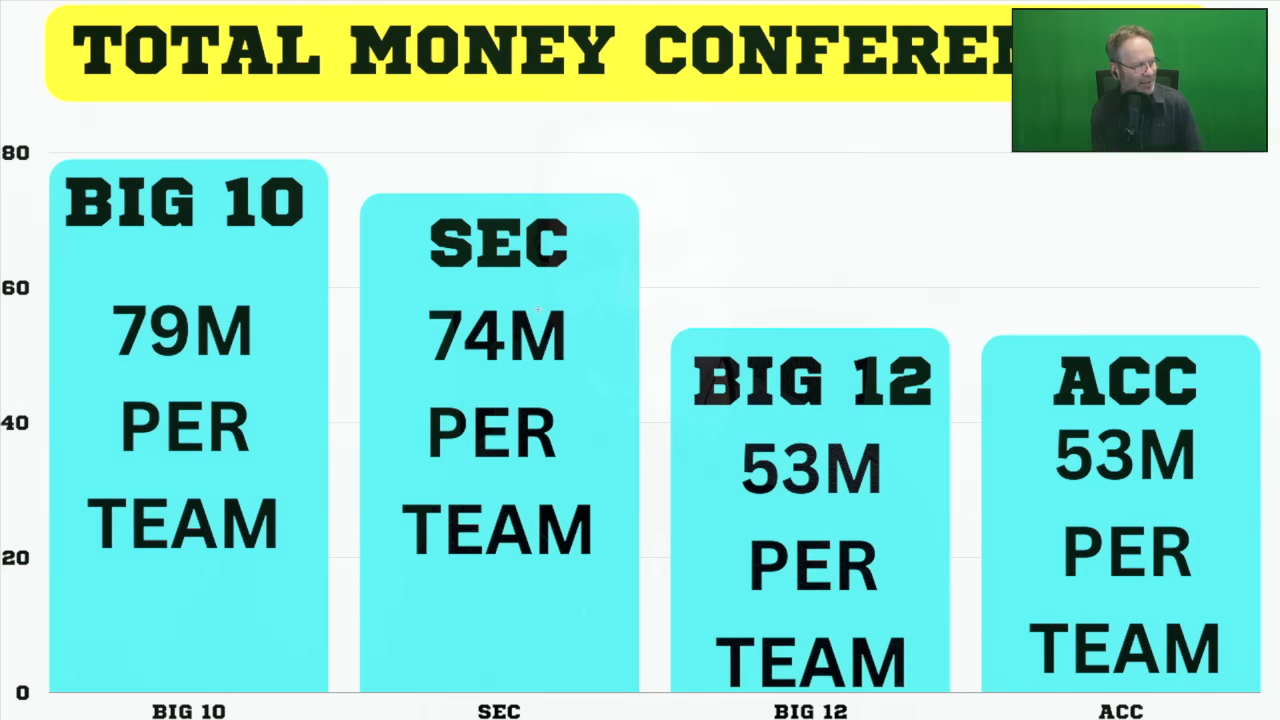 TOTAL MONEY
80
60
40
20
0
BIG 10
79M
PER
TEAM
SEC
74M
PER
TEAM
BIG 12
53M
PER
TEAM
ACC
53M
PER
TEAM
BIG 10
SEC
BIG 12
ACC